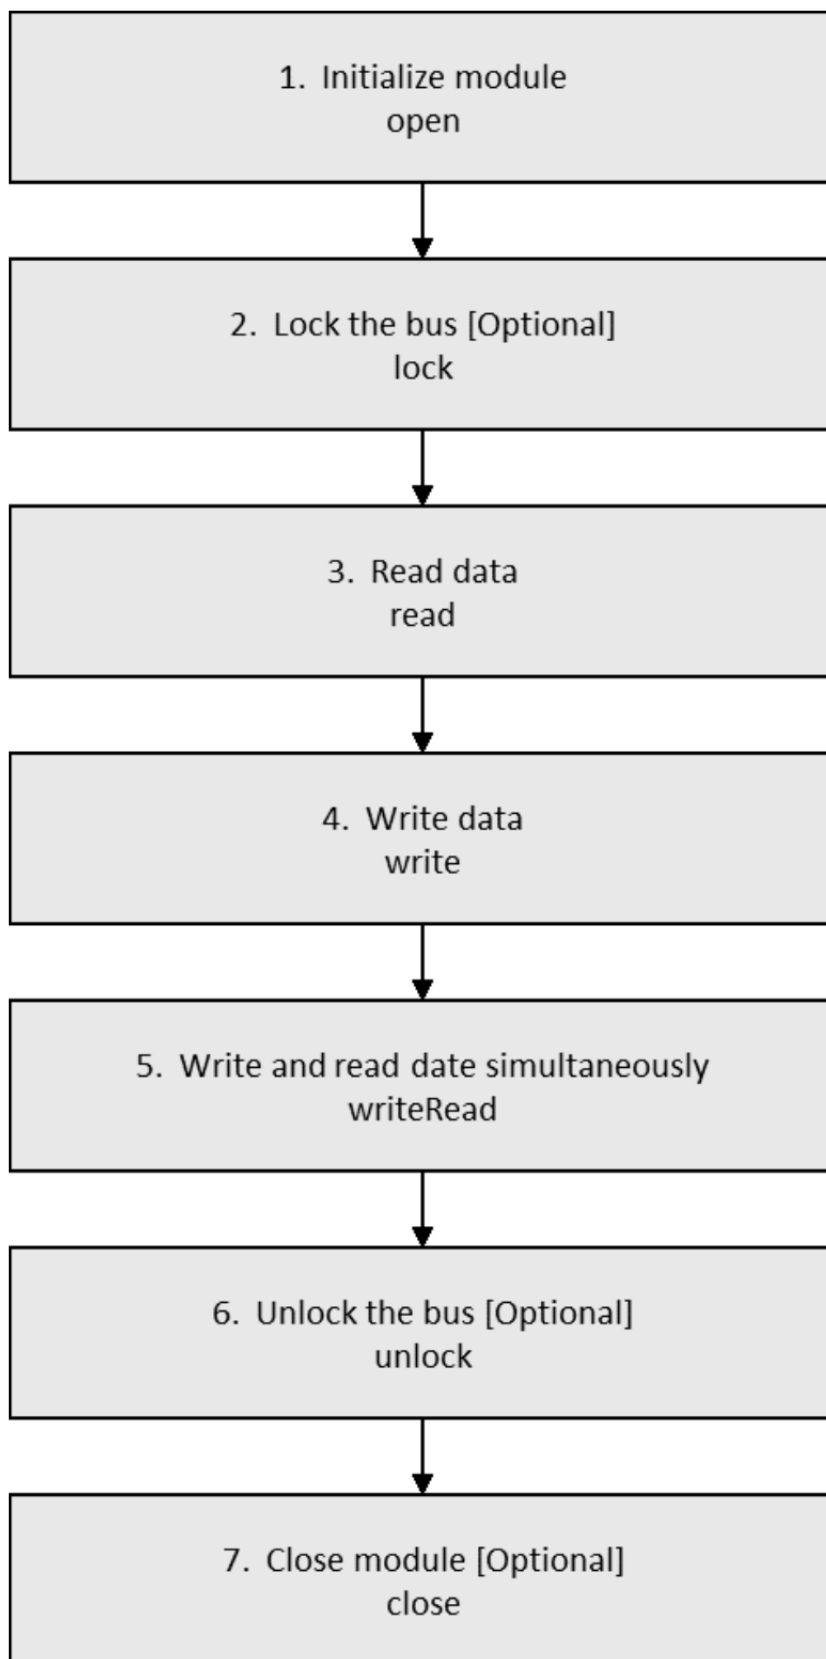 1. Initialize module
open
2. Lock the bus [Optional]
lock
3. Read data
read
4. Write data
write
5. Write and read date simultaneously
writeRead
6. Unlock the bus [Optional]
unlock
7. Close module [Optional]
close